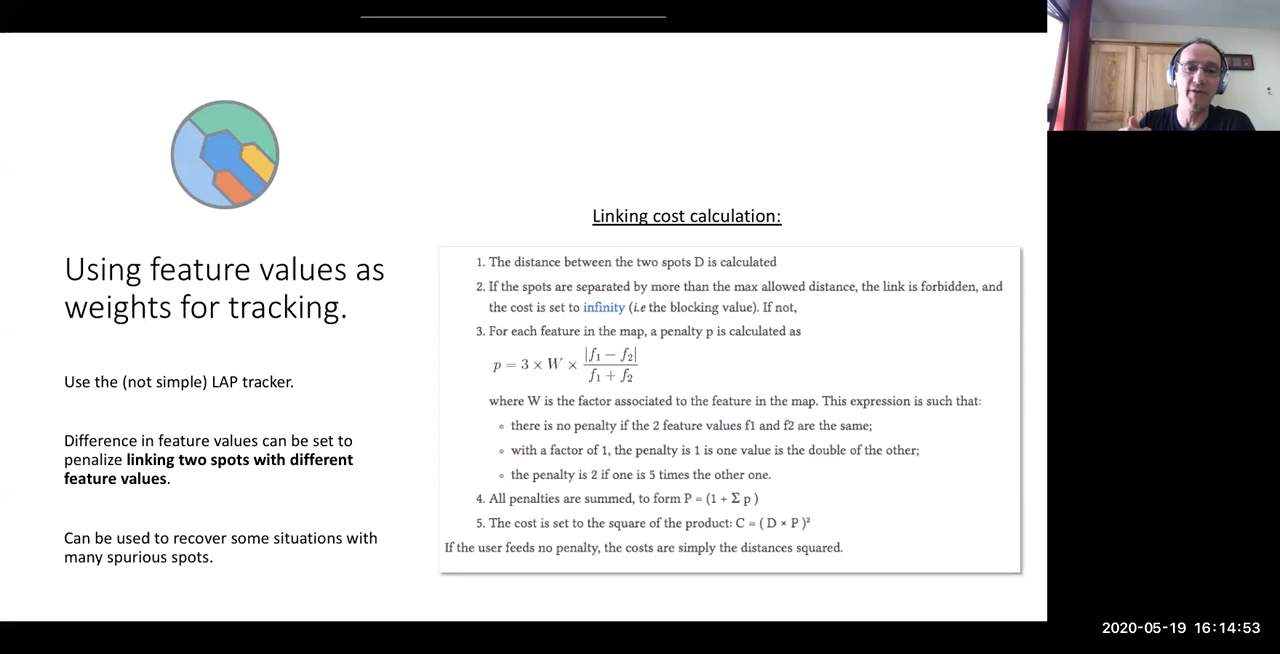 Using feature values as
weights for tracking.
Use the (not simple) LAP tracker.
Difference in feature values can be set to
penalize linking two spots with different
feature values.
Can be used to recover some situations with
many spurious spots.
Linking cost calculation:
1. The distance between the two spots D is calculated
2. If the spots are separated by more than the max allowed distance, the link is forbidden, and
the cost is set to infinity (i.e the blocking value). If not,
3. For each feature in the map, a penalty p is calculated as
p = 3 × W × |f₁ − f₂| / f₁ + f₂
where W is the factor associated to the feature in the map. This expression is such that:
◦ there is no penalty if the 2 feature values f1 and f2 are the same;
◦ with a factor of 1, the penalty is 1 is one value is the double of the other;
◦ the penalty is 2 if one is 5 times the other one.
4. All penalties are summed, to form P = (1 + Σ p )
5. The cost is set to the square of the product: C = ( D × P )²
If the user feeds no penalty, the costs are simply the distances squared.
2020-05-19 16:14:53